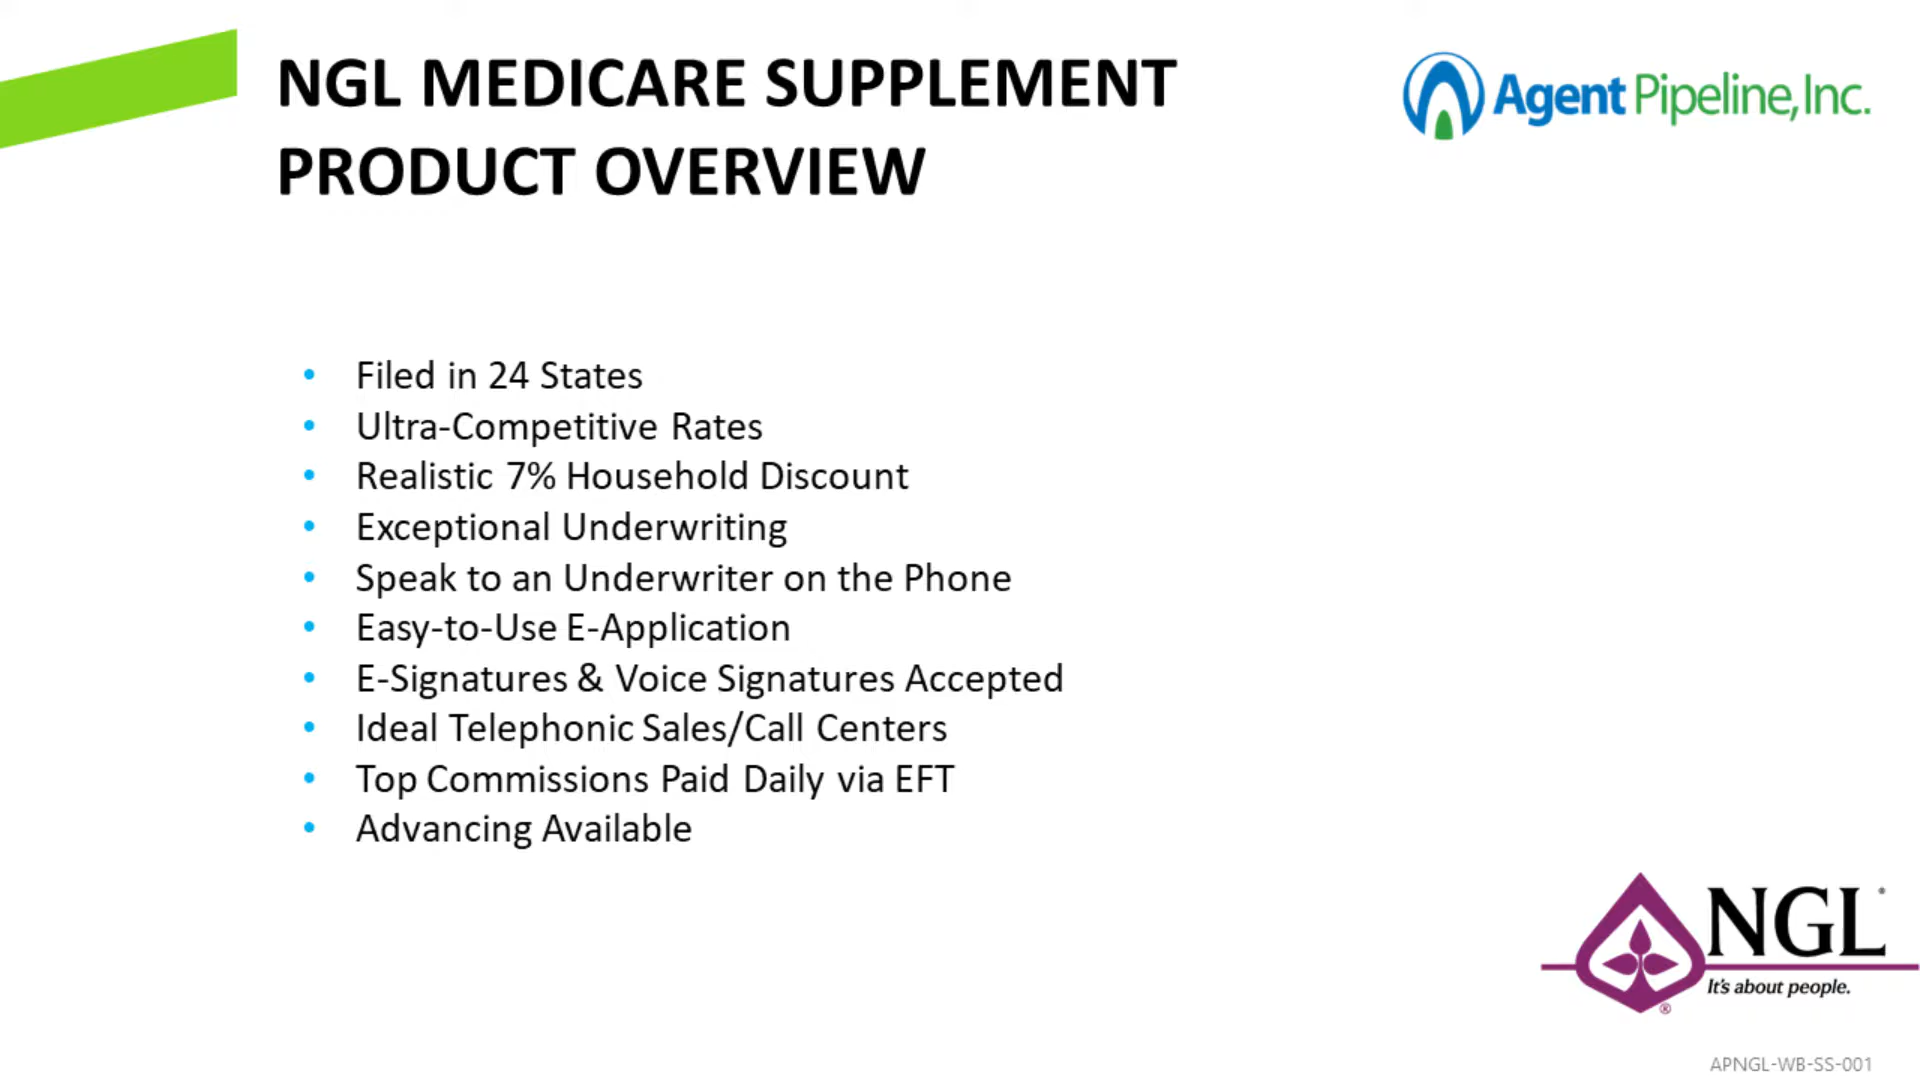 NGL MEDICARE SUPPLEMENT
PRODUCT OVERVIEW
Agent Pipeline, Inc.
• Filed in 24 States
• Ultra-Competitive Rates
• Realistic 7% Household Discount
• Exceptional Underwriting
• Speak to an Underwriter on the Phone
• Easy-to-Use E-Application
• E-Signatures & Voice Signatures Accepted
• Ideal Telephonic Sales/Call Centers
• Top Commissions Paid Daily via EFT
• Advancing Available
NGL®
It's about people.
®
APNGL-WB-SS-001